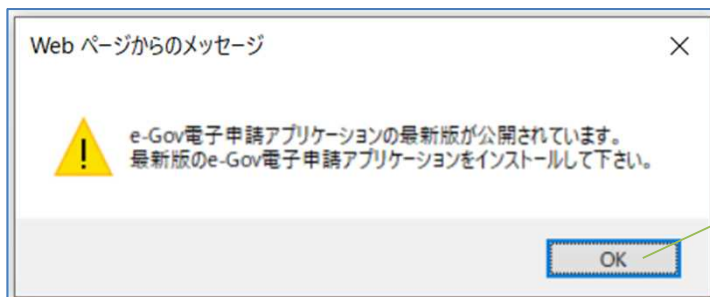 Web ページからのメッセージ
e-Gov電子申請アプリケーションの最新版が公開されています。
最新版のe-Gov電子申請アプリケーションをインストールして下さい。
OK